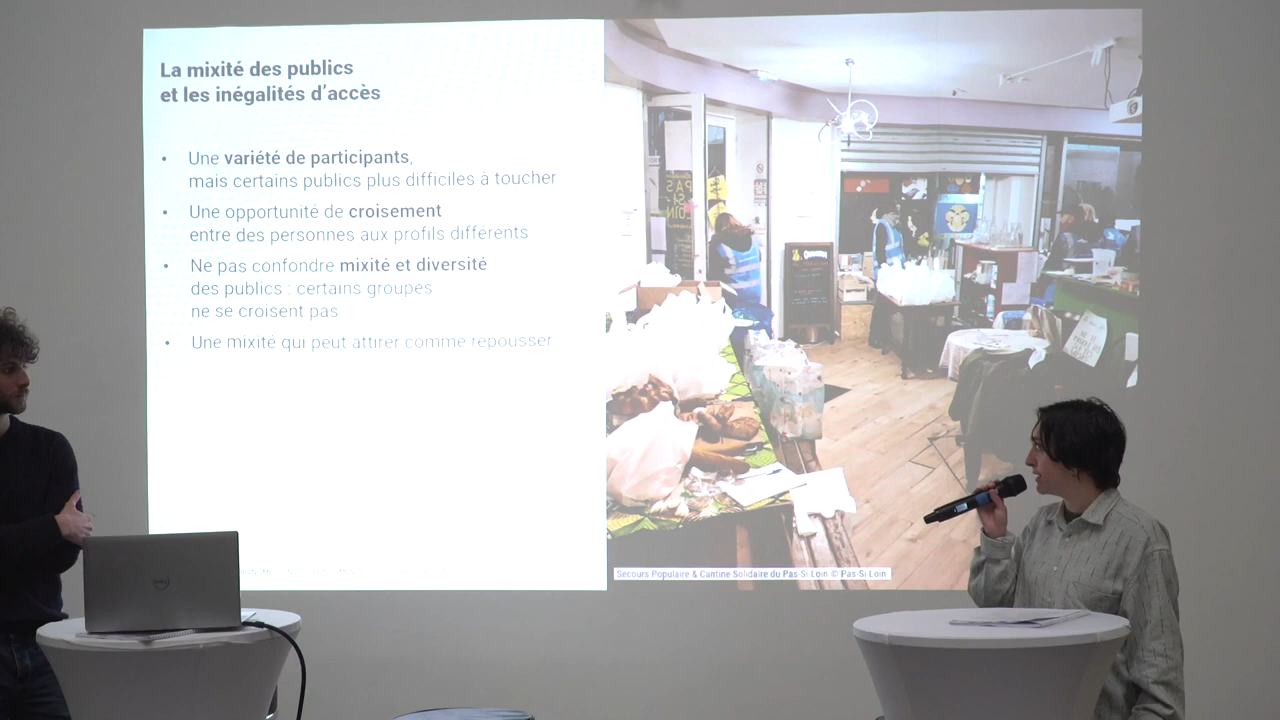 La mixité des publics
et les inégalités d'accès
• Une variété de participants,
mais certains publics plus difficiles à toucher
• Une opportunité de croisement
entre des personnes aux profils différents
• Ne pas confondre mixité et diversité
des publics : certains groupes
ne se croisent pas
• Une mixité qui peut attirer comme repousser
Secours Populaire & Cantine Solidaire du Pas-Si-Loin © Pas-Si-Loin
DELL